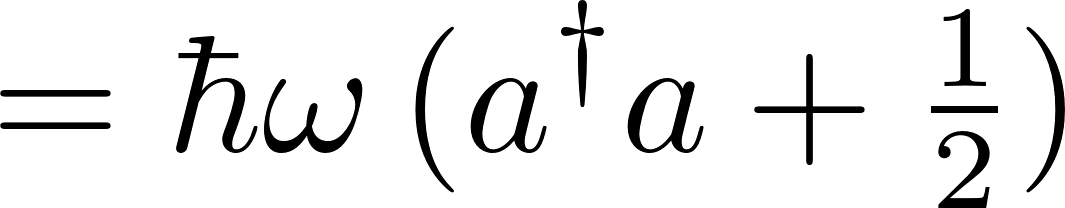 = ℏω (a†a + 1/2)